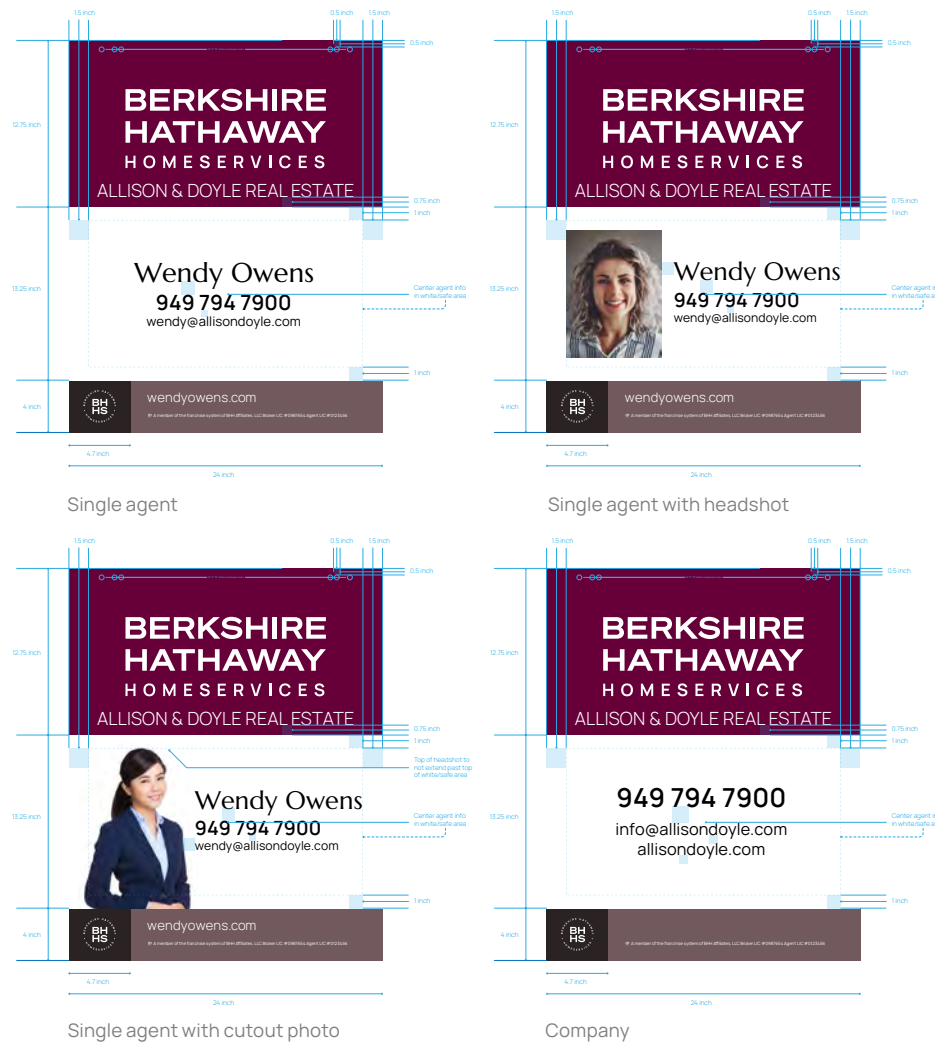 1.5 inch
0.5 inch
1.5 inch
0.5 inch
12.75 inch
BERKSHIRE
HATHAWAY
HOMESERVICES
ALLISON & DOYLE REAL ESTATE
0.75 inch
1 inch
13.25 inch
Wendy Owens
949 794 7900
wendy@allisondoyle.com
Center agent info
in white/safe area
1 inch
4 inch
BH
HS
wendyowens.com
4.7 inch
24 inch
Single agent
1.5 inch
0.5 inch
1.5 inch
0.5 inch
12.75 inch
BERKSHIRE
HATHAWAY
HOMESERVICES
ALLISON & DOYLE REAL ESTATE
0.75 inch
1 inch
13.25 inch
Wendy Owens
949 794 7900
wendy@allisondoyle.com
Center agent in
in white/safe a
1 inch
4 inch
BH
HS
wendyowens.com
4.7 inch
24 inch
Single agent with headshot
1.5 inch
0.5 inch
1.5 inch
0.5 inch
12.75 inch
BERKSHIRE
HATHAWAY
HOMESERVICES
ALLISON & DOYLE REAL ESTATE
0.75 inch
1 inch
Top of headshot to
not extend past top
of white/safe area
13.25 inch
Wendy Owens
949 794 7900
wendy@allisondoyle.com
Center agent info
in white/safe area
1 inch
4 inch
BH
HS
wendyowens.com
4.7 inch
24 inch
Single agent with cutout photo
1.5 inch
0.5 inch
1.5 inch
0.5 inch
12.75 inch
BERKSHIRE
HATHAWAY
HOMESERVICES
ALLISON & DOYLE REAL ESTATE
0.75 inch
1 inch
13.25 inch
949 794 7900
info@allisondoyle.com
allisondoyle.com
Center agent in
in white/safe a
1 inch
4 inch
BH
HS
4.7 inch
24 inch
Company